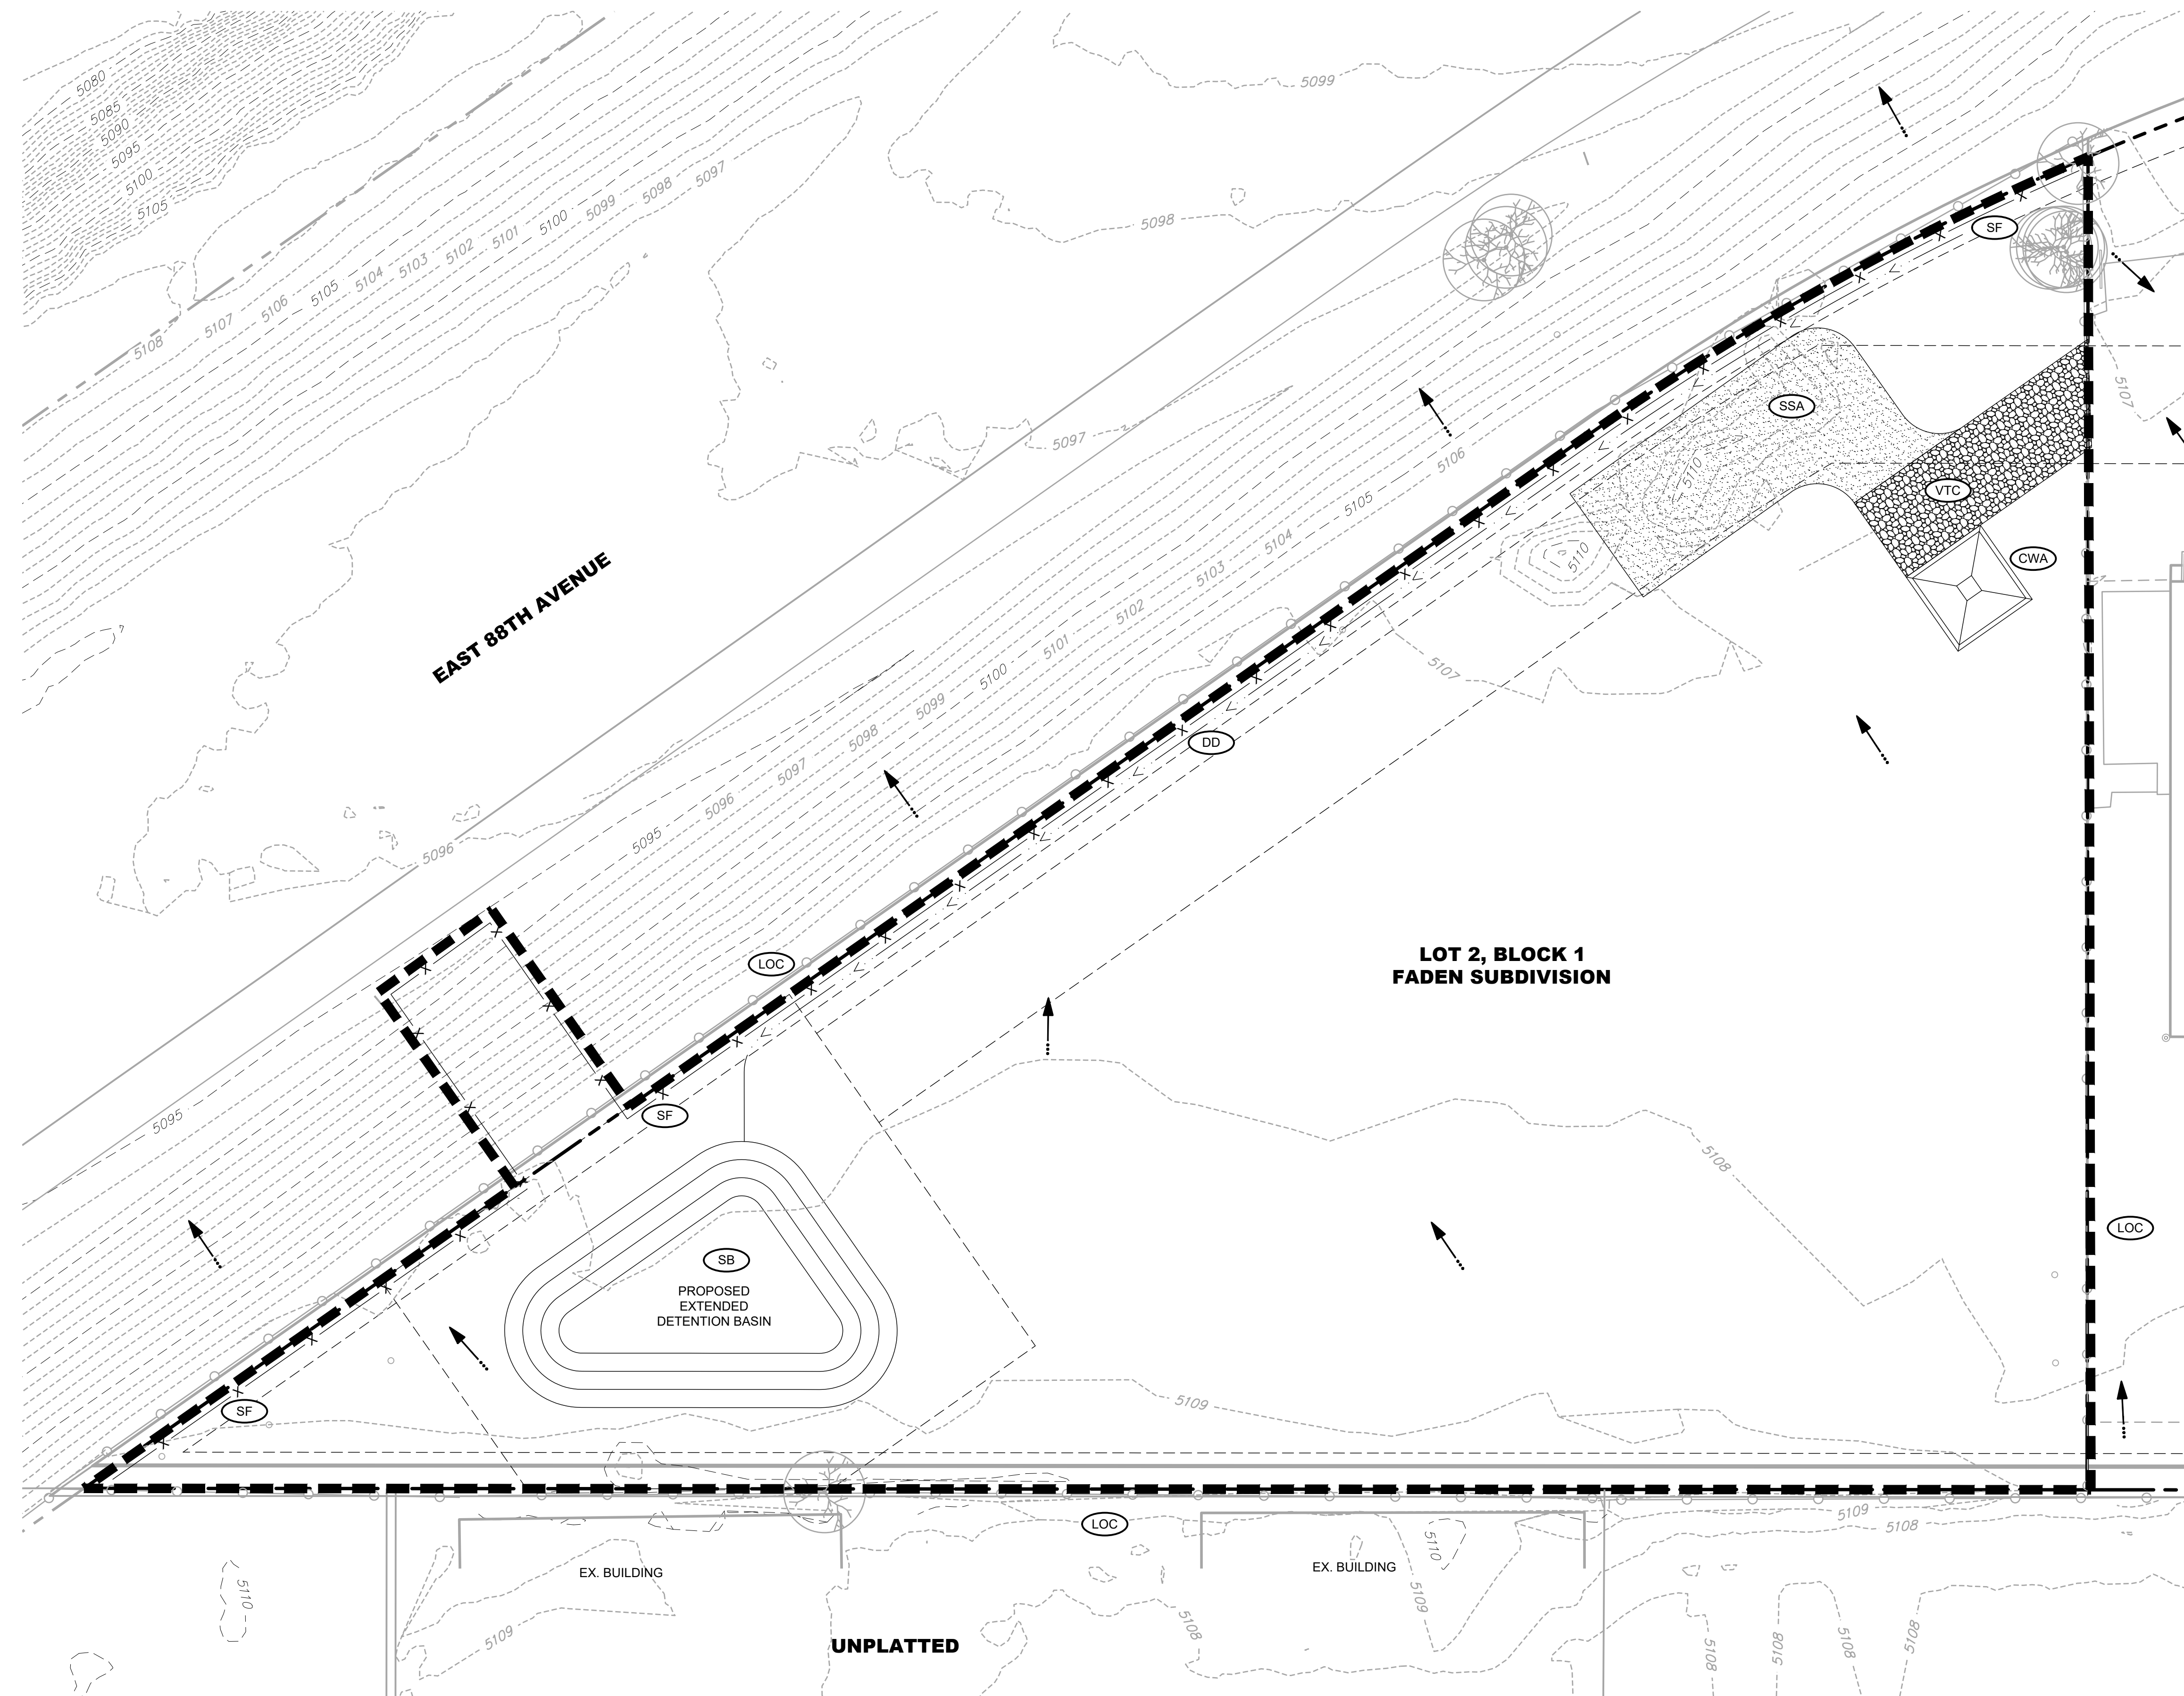 5080
5085
5090
5095
5100
5105
5108
5107
5106
5105
5104
5103
5102
5101
5100
5099
5098
5097
5099
5098
SF
5107
SSA
5110
VTC
5097
5106
5105
5104
5103
5102
5101
5100
5099
5098
5097
5096
5095
5110
CWA
EAST 88TH AVENUE
5107
DD
5096
LOC
LOT 2, BLOCK 1
FADEN SUBDIVISION
5095
SF
5108
LOC
SB
PROPOSED
EXTENDED
DETENTION BASIN
SF
5109
LOC
5109
5108
EX. BUILDING
EX. BUILDING
5110
5110
5109
5109
5108
UNPLATTED
5108
5108
5108
5108